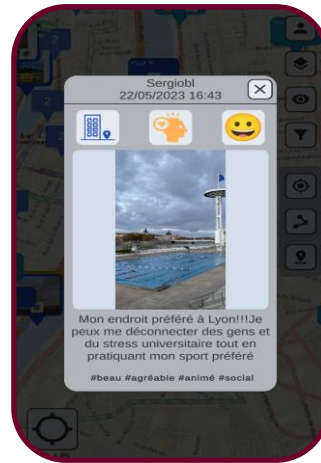 Sergiobl
22/05/2023 16:43
Mon endroit préféré à Lyon!!!Je
peux me déconnecter des gens et
du stress universitaire tout en
pratiquant mon sport préféré
#beau #agréable #animé #social